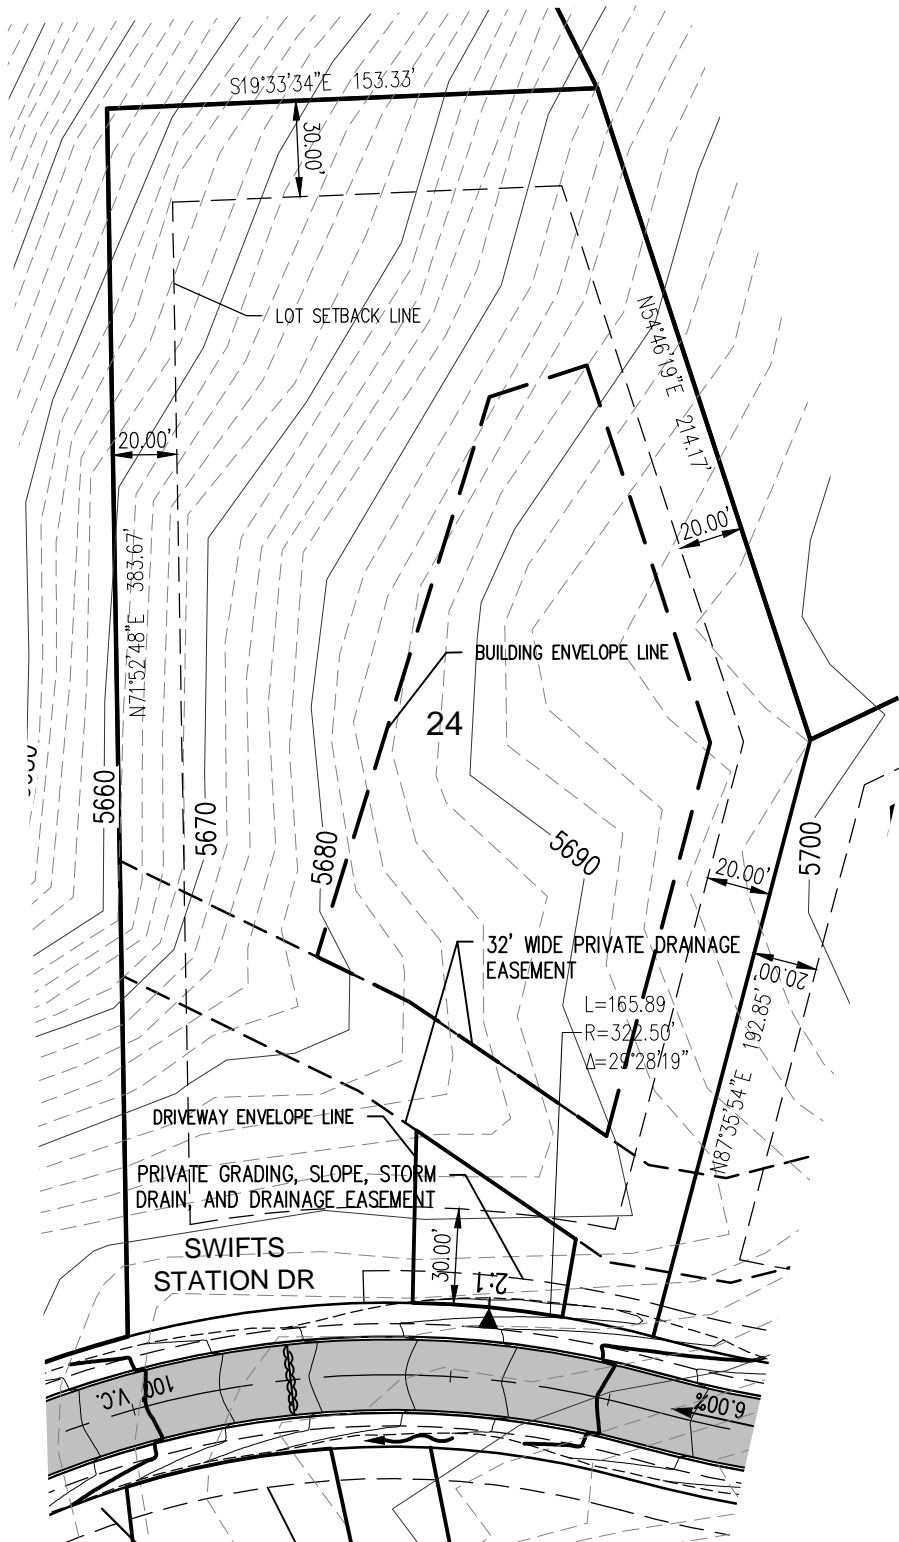 S19°33'34"E 153.33'
30.00'
LOT SETBACK LINE
N54°46'19"E 214.17'
20.00'
20.00'
N71°52'48"E 383.67'
BUILDING ENVELOPE LINE
24
5660
5670
5680
5690
5700
20.00'
20.00'
32' WIDE PRIVATE DRAINAGE
EASEMENT
L=165.89
R=322.50'
Δ=29°28'19"
N87°35'54"E 192.85'
DRIVEWAY ENVELOPE LINE
PRIVATE GRADING, SLOPE, STORM
DRAIN, AND DRAINAGE EASEMENT
30.00'
2:1
SWIFTS
STATION DR
100' V.C.
6.00%